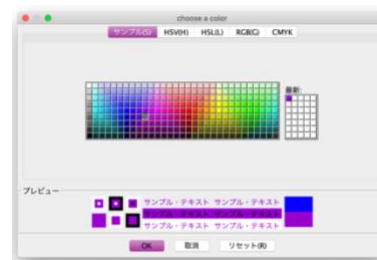 choose a color
サンプル(S) HSV(H) HSL(L) RGB(G) CMYK
最新:
プレビュー
サンプル・テキスト サンプル・テキスト
サンプル・テキスト サンプル・テキスト
サンプル・テキスト サンプル・テキスト
OK 取消 リセット(R)